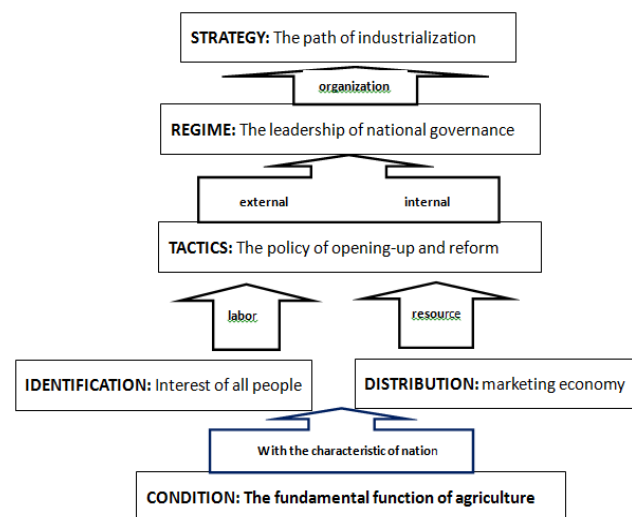 STRATEGY: The path of industrialization
organization
REGIME: The leadership of national governance
external internal
TACTICS: The policy of opening-up and reform
labor resource
IDENTIFICATION: Interest of all people
DISTRIBUTION: marketing economy
With the characteristic of nation
CONDITION: The fundamental function of agriculture